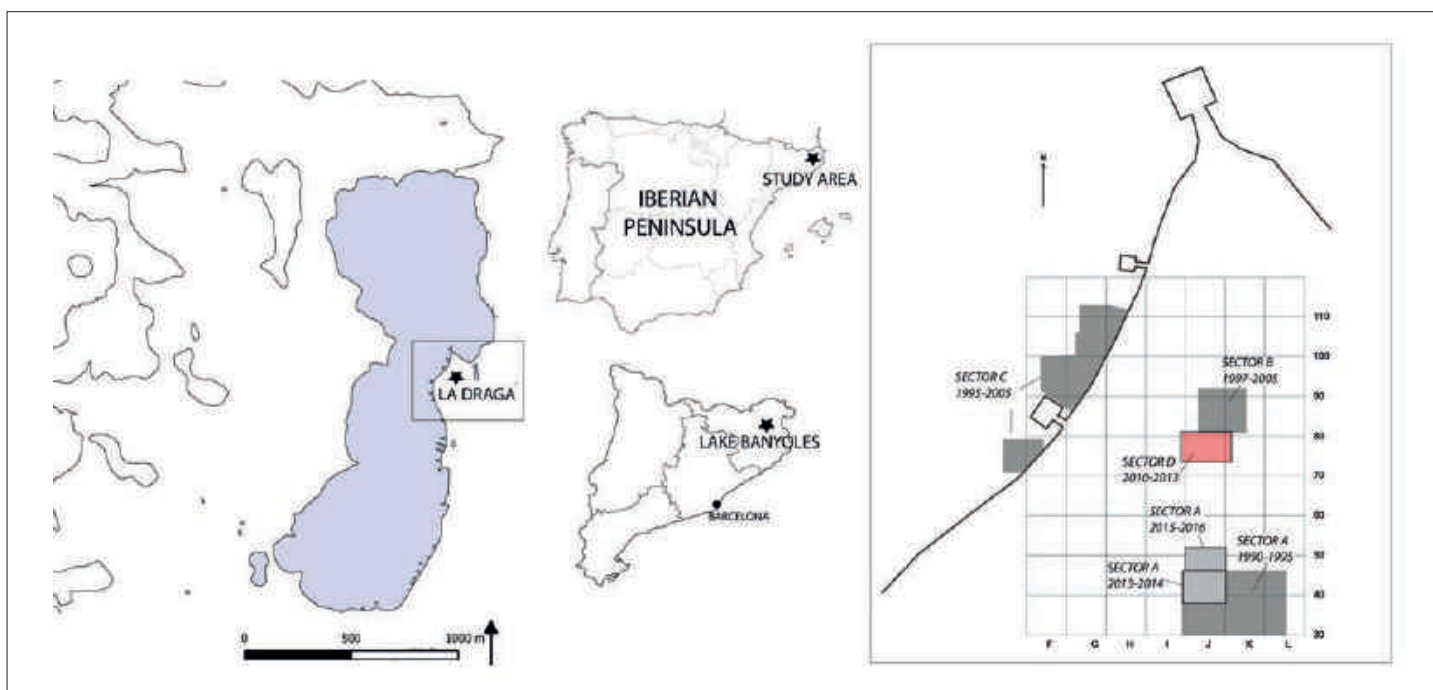 LA DRAGA
0 500 1000 m
IBERIAN
PENINSULA
STUDY AREA
LAKE BANYOLES
BARCELONA
N
110
100
90
80
70
60
50
40
30
SECTOR C
1995-2005
SECTOR B
1997-2005
SECTOR D
2010-2013
SECTOR A
2015-2016
SECTOR A
1990-1995
SECTOR A
2013-2014
F G H I J K L